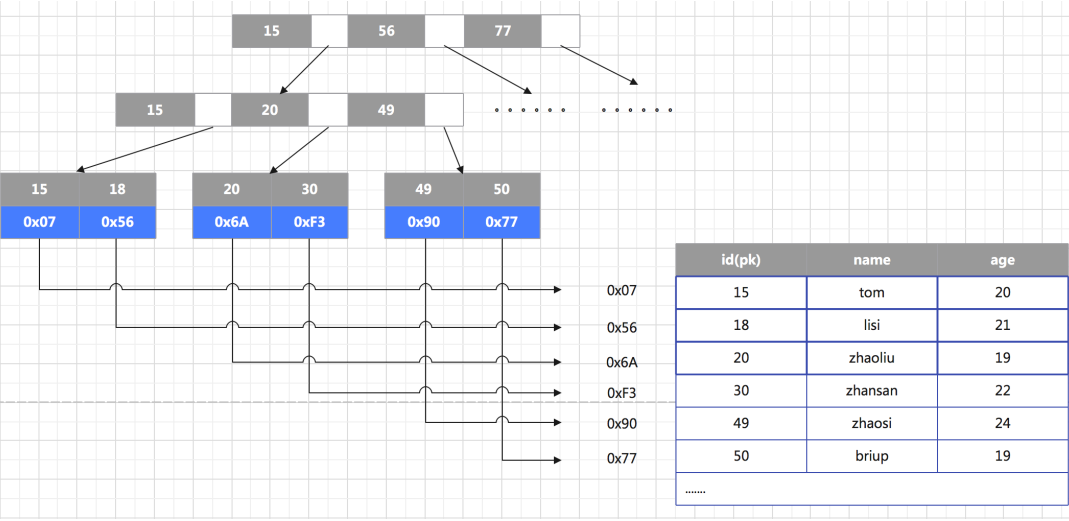 15 56 77
15 20 49 ...... ......
15 18 20 30 49 50
0x07 0x56 0x6A 0xF3 0x90 0x77
0x07
0x56
0x6A
0xF3
0x90
0x77
id(pk) name age
15 tom 20
18 lisi 21
20 zhaoliu 19
30 zhansan 22
49 zhaosi 24
50 briup 19
.......